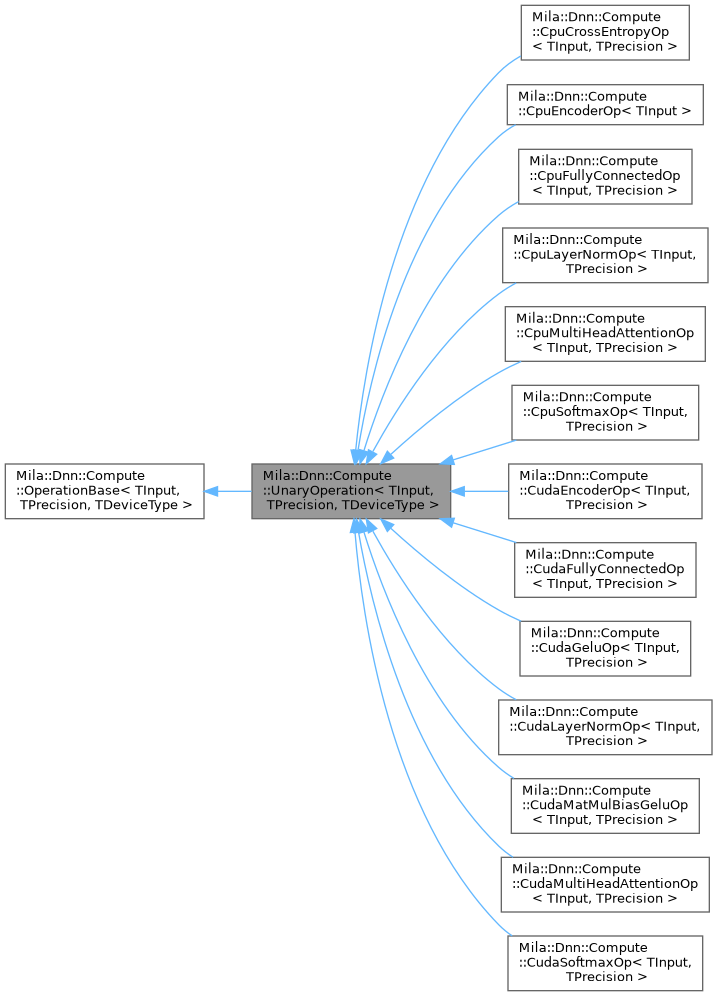 Mila::Dnn::Compute
::CpuCrossEntropyOp
< TInput, TPrecision >
Mila::Dnn::Compute
::CpuEncoderOp< TInput >
Mila::Dnn::Compute
::CpuFullyConnectedOp
< TInput, TPrecision >
Mila::Dnn::Compute
::CpuLayerNormOp< TInput,
TPrecision >
Mila::Dnn::Compute
::CpuMultiHeadAttentionOp
< TInput, TPrecision >
Mila::Dnn::Compute
::CpuSoftmaxOp< TInput,
TPrecision >
Mila::Dnn::Compute
::OperationBase< TInput,
TPrecision, TDeviceType >
Mila::Dnn::Compute
::UnaryOperation< TInput,
TPrecision, TDeviceType >
Mila::Dnn::Compute
::CudaEncoderOp< TInput,
TPrecision >
Mila::Dnn::Compute
::CudaFullyConnectedOp
< TInput, TPrecision >
Mila::Dnn::Compute
::CudaGeluOp< TInput,
TPrecision >
Mila::Dnn::Compute
::CudaLayerNormOp< TInput,
TPrecision >
Mila::Dnn::Compute
::CudaMatMulBiasGeluOp
< TInput, TPrecision >
Mila::Dnn::Compute
::CudaMultiHeadAttentionOp
< TInput, TPrecision >
Mila::Dnn::Compute
::CudaSoftmaxOp< TInput,
TPrecision >